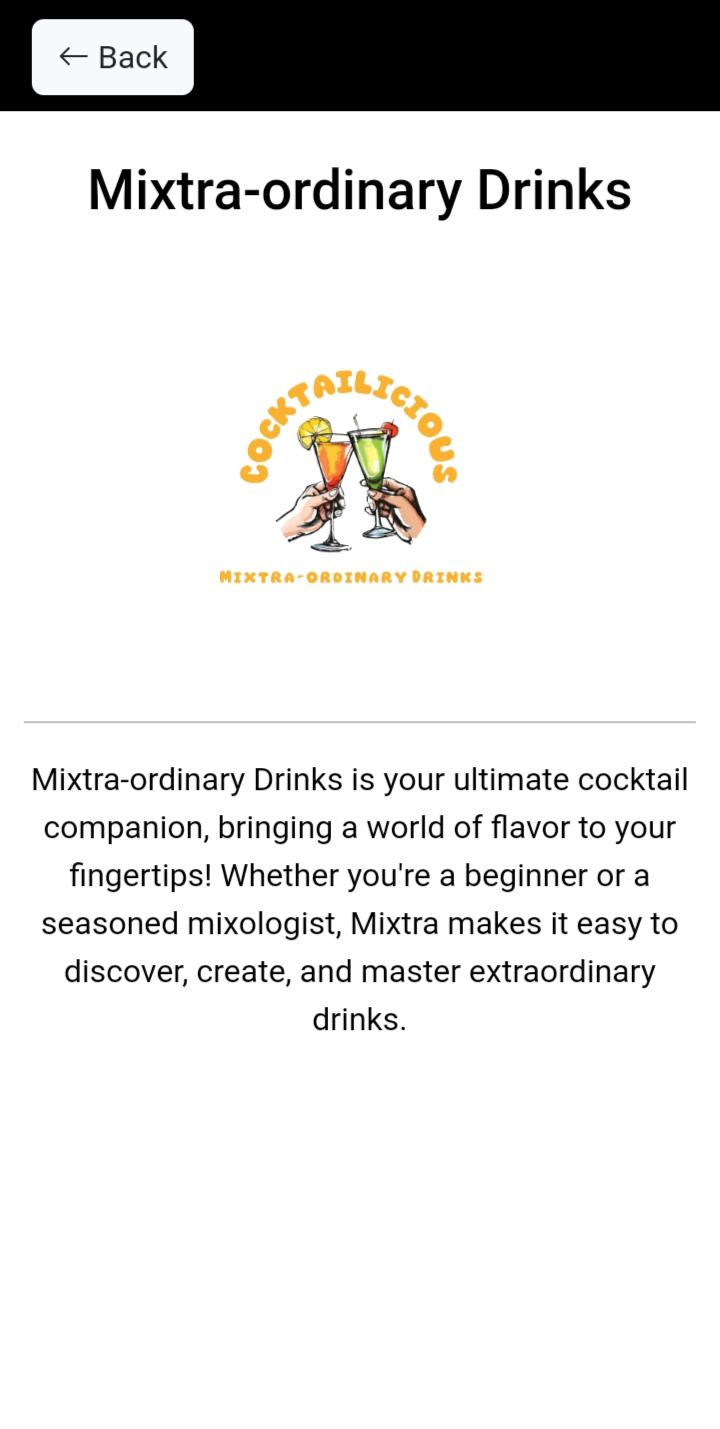 ← Back
Mixtra-ordinary Drinks
COCKTAILICIOUS
MIXTRA-ORDINARY DRINKS
Mixtra-ordinary Drinks is your ultimate cocktail
companion, bringing a world of flavor to your
fingertips! Whether you're a beginner or a
seasoned mixologist, Mixtra makes it easy to
discover, create, and master extraordinary
drinks.